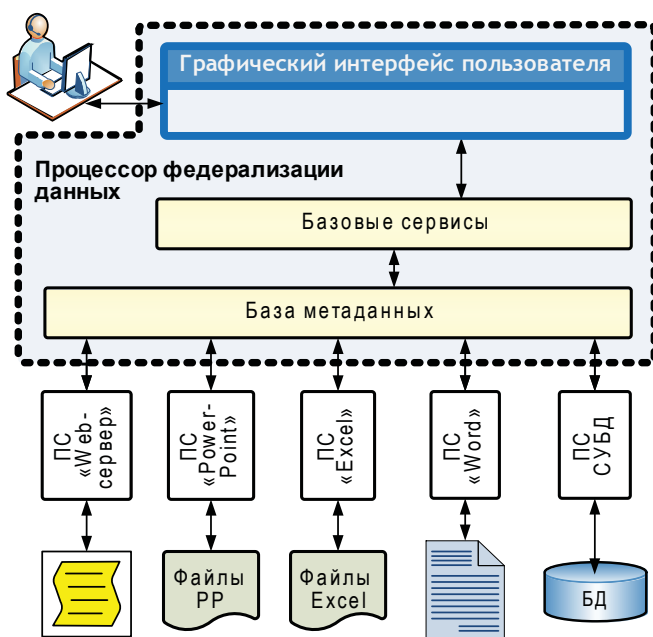 Графический интерфейс пользователя
Процессор федерализации
данных
Базовые сервисы
База метаданных
ПС
«Web-
сервер»
ПС
«Power-
Point»
ПС
«Excel»
ПС
«Word»
ПС
СУБД
Файлы
PP
Файлы
Excel
БД